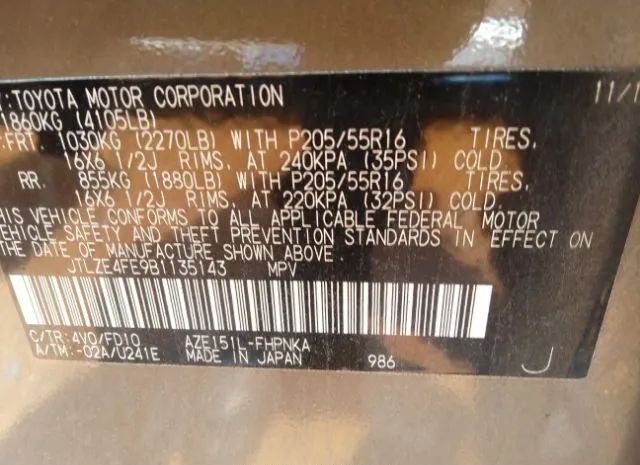 Y:TOYOTA MOTOR CORPORATION 11/1
1860KG (4105LB)
FRT 1030KG (2270LB) WITH P205/55R16 TIRES,
16X6 1/2J RIMS, AT 240KPA (35PSI) COLD.
RR. 855KG (1880LB) WITH P205/55R16 TIRES,
16X6 1/2J RIMS, AT 220KPA (32PSI) COLD.
HIS VEHICLE CONFORMS TO ALL APPLICABLE FEDERAL MOTOR
VEHICLE SAFETY AND THEFT PREVENTION STANDARDS IN EFFECT ON
THE DATE OF MANUFACTURE SHOWN ABOVE.
JTLZE4FE9B1135143 MPV
C/TR:4V0/FD10 AZE151L-FHPNKA
A/TM:-02A/U241E MADE IN JAPAN 986 J